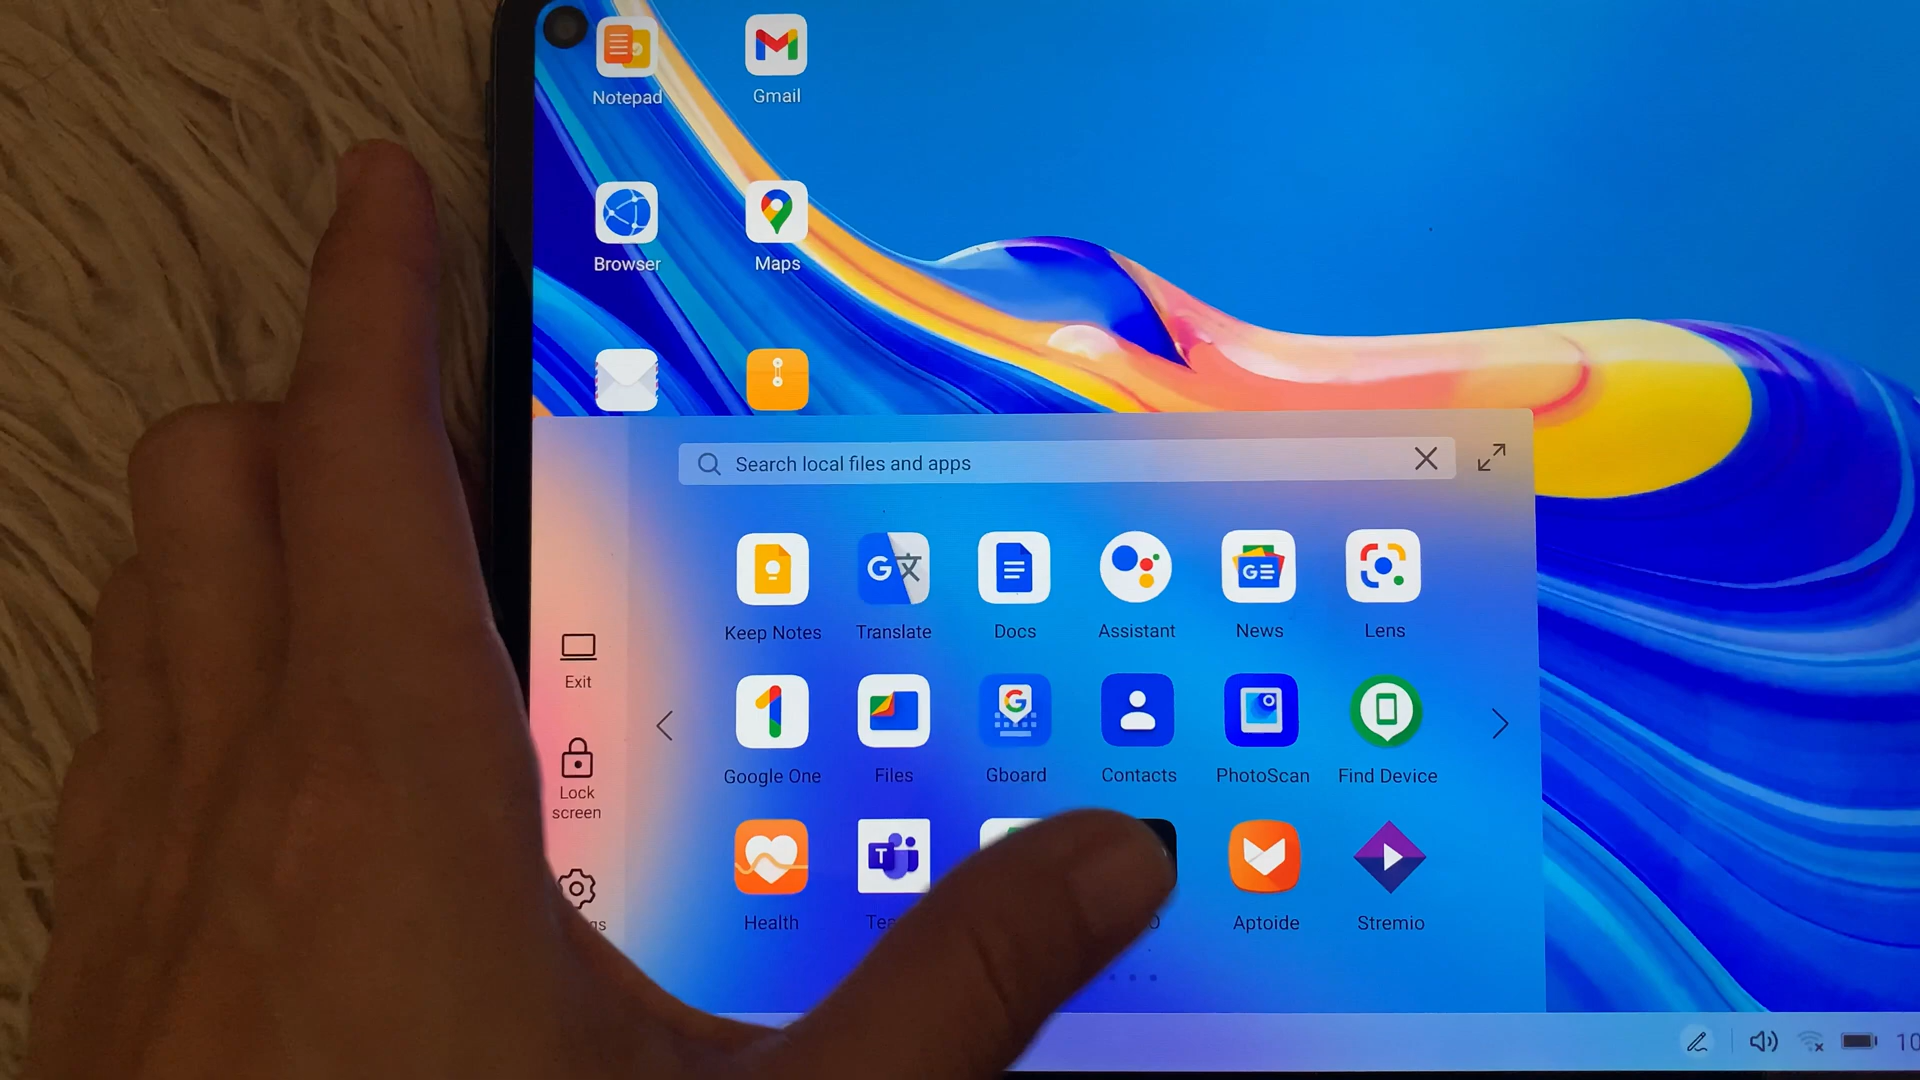 Notepad
Gmail
Browser
Maps
Search local files and apps
Keep Notes
Translate
Docs
Assistant
News
Lens
Exit
Google One
Files
Gboard
Contacts
PhotoScan
Find Device
Lock
screen
Health
Aptoide
Stremio